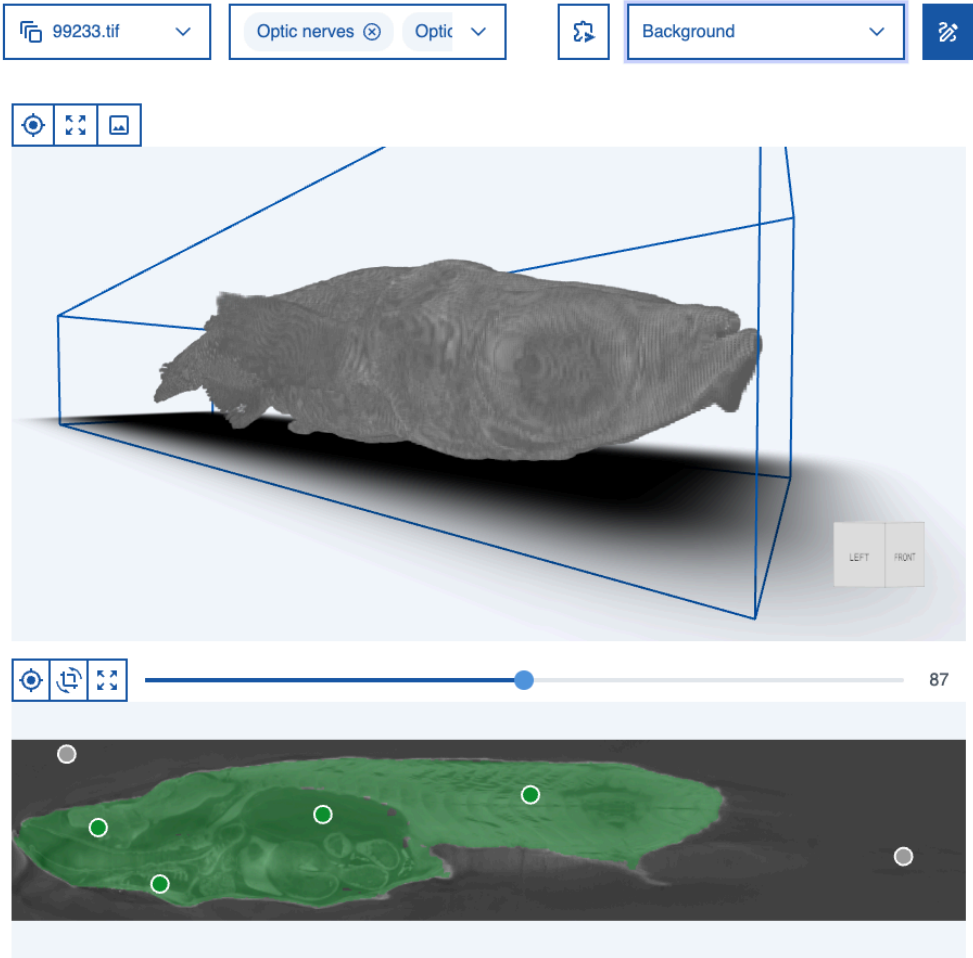 99233.tif
Optic nerves
Optic
Background
LEFT
FRONT
87